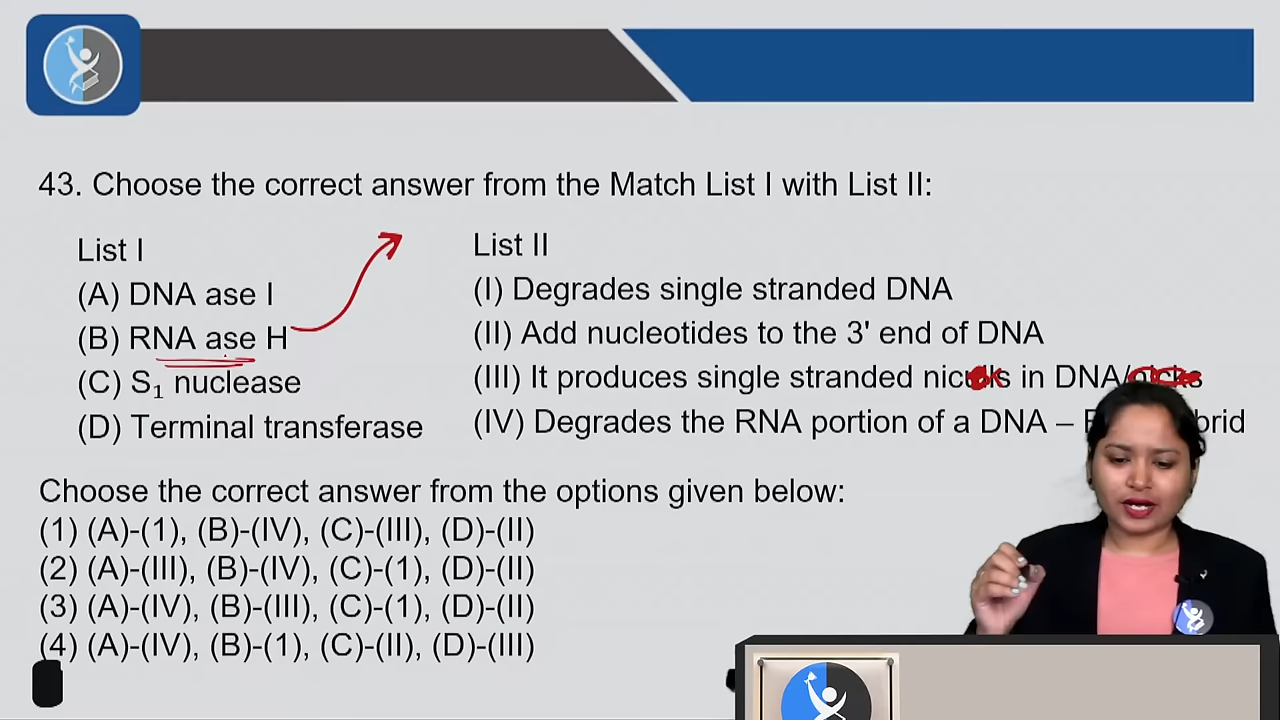 43. Choose the correct answer from the Match List I with List II:
List I
(A) DNA ase I
(B) RNA ase H
(C) S₁ nuclease
(D) Terminal transferase
List II
(I) Degrades single stranded DNA
(II) Add nucleotides to the 3' end of DNA
(III) It produces single stranded in DNA/nicks
(IV) Degrades the RNA portion of a DNA –
Choose the correct answer from the options given below:
(1) (A)-(1), (B)-(IV), (C)-(III), (D)-(II)
(2) (A)-(III), (B)-(IV), (C)-(1), (D)-(II)
(3) (A)-(IV), (B)-(III), (C)-(1), (D)-(II)
(4) (A)-(IV), (B)-(1), (C)-(II), (D)-(III)